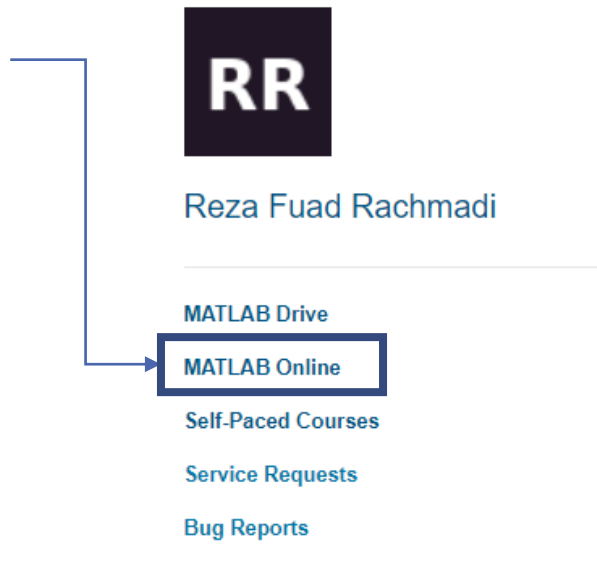 RR
Reza Fuad Rachmadi
MATLAB Drive
MATLAB Online
Self-Paced Courses
Service Requests
Bug Reports